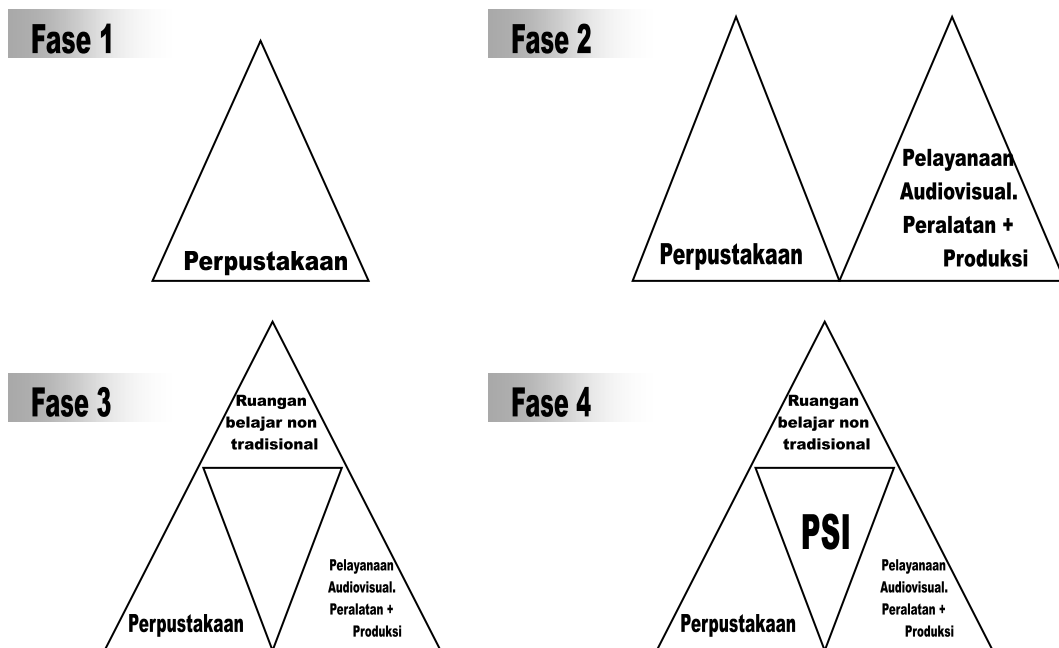 Fase 1
Perpustakaan
Fase 2
Perpustakaan
Pelayanaan
Audiovisual.
Peralatan +
Produksi
Fase 3
Ruangan
belajar non
tradisional
Perpustakaan
Pelayanaan
Audiovisual.
Peralatan +
Produksi
Fase 4
Ruangan
belajar non
tradisional
PSI
Perpustakaan
Pelayanaan
Audiovisual.
Peralatan +
Produksi